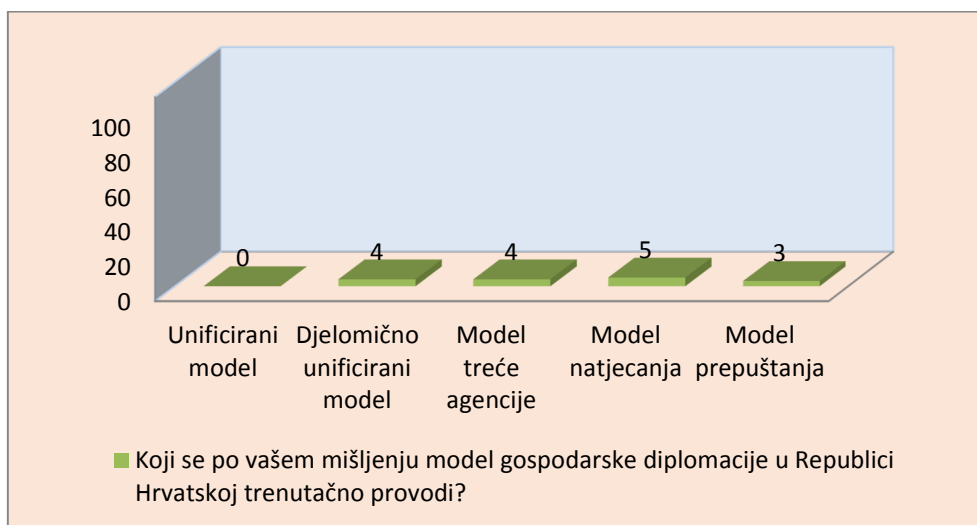 100
80
60
40
20
0
0 4 4 5 3
Unificirani Djelomično Model Model Model
model unificirani treće natjecanja prepuštanja
model agencije
Koji se po vašem mišljenju model gospodarske diplomacije u Republici
Hrvatskoj trenutačno provodi?